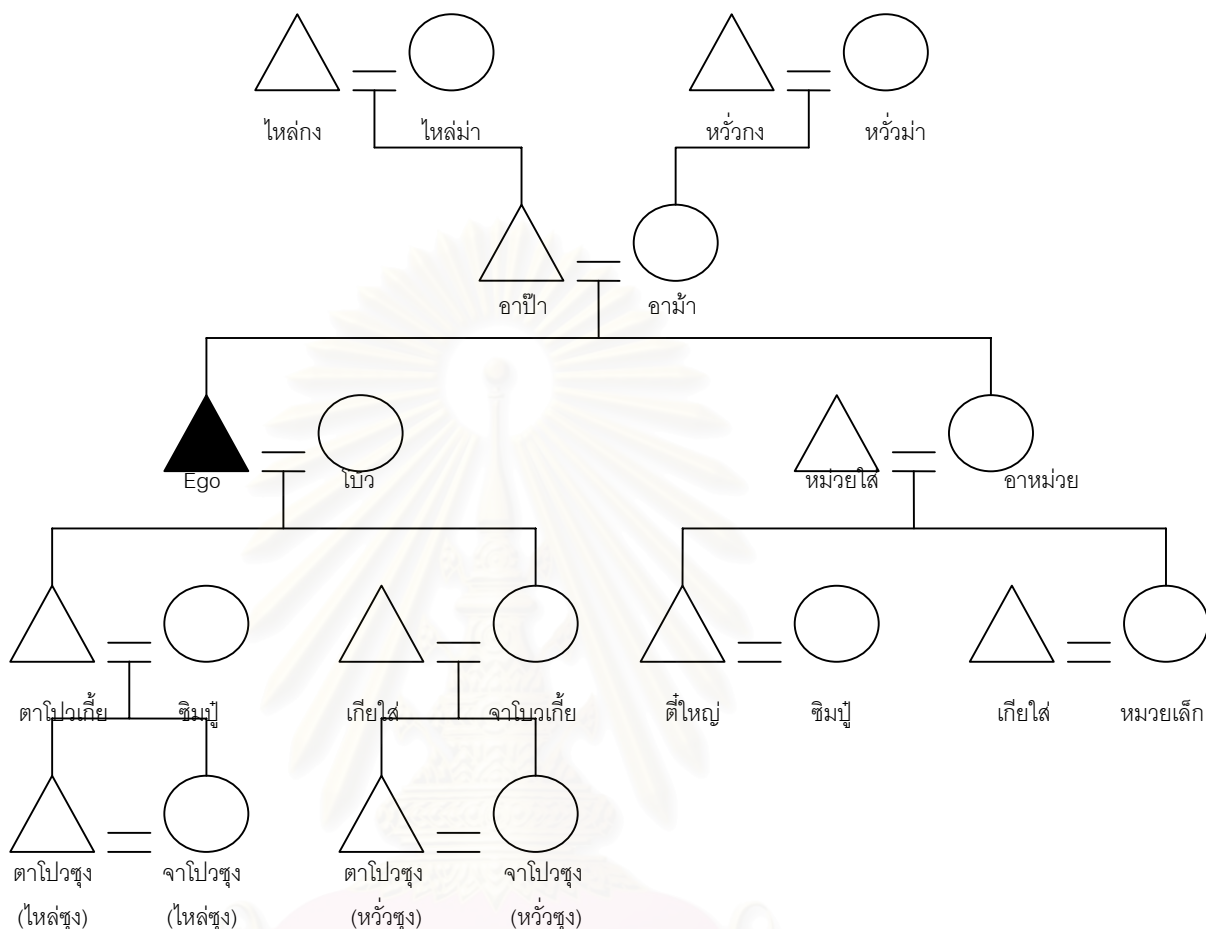 ไหล่กง ไหล่ม่า หวั่วกง หวั่วม่า
อาป๊า อาม้า
Ego โบ้ว หม่วยใส่ อาหม่วย
ตาโปวเกี้ย ซิมปู๋ เกียใส่ จาโบวเกี้ย ตี๋ใหญ่ ซิมปู๋ เกียใส่ หมวยเล็ก
ตาโปวซุง จาโปวซุง ตาโปวซุง จาโปวซุง
(ไหล่ซุง) (ไหล่ซุง) (หวั่วซุง) (หวั่วซุง)